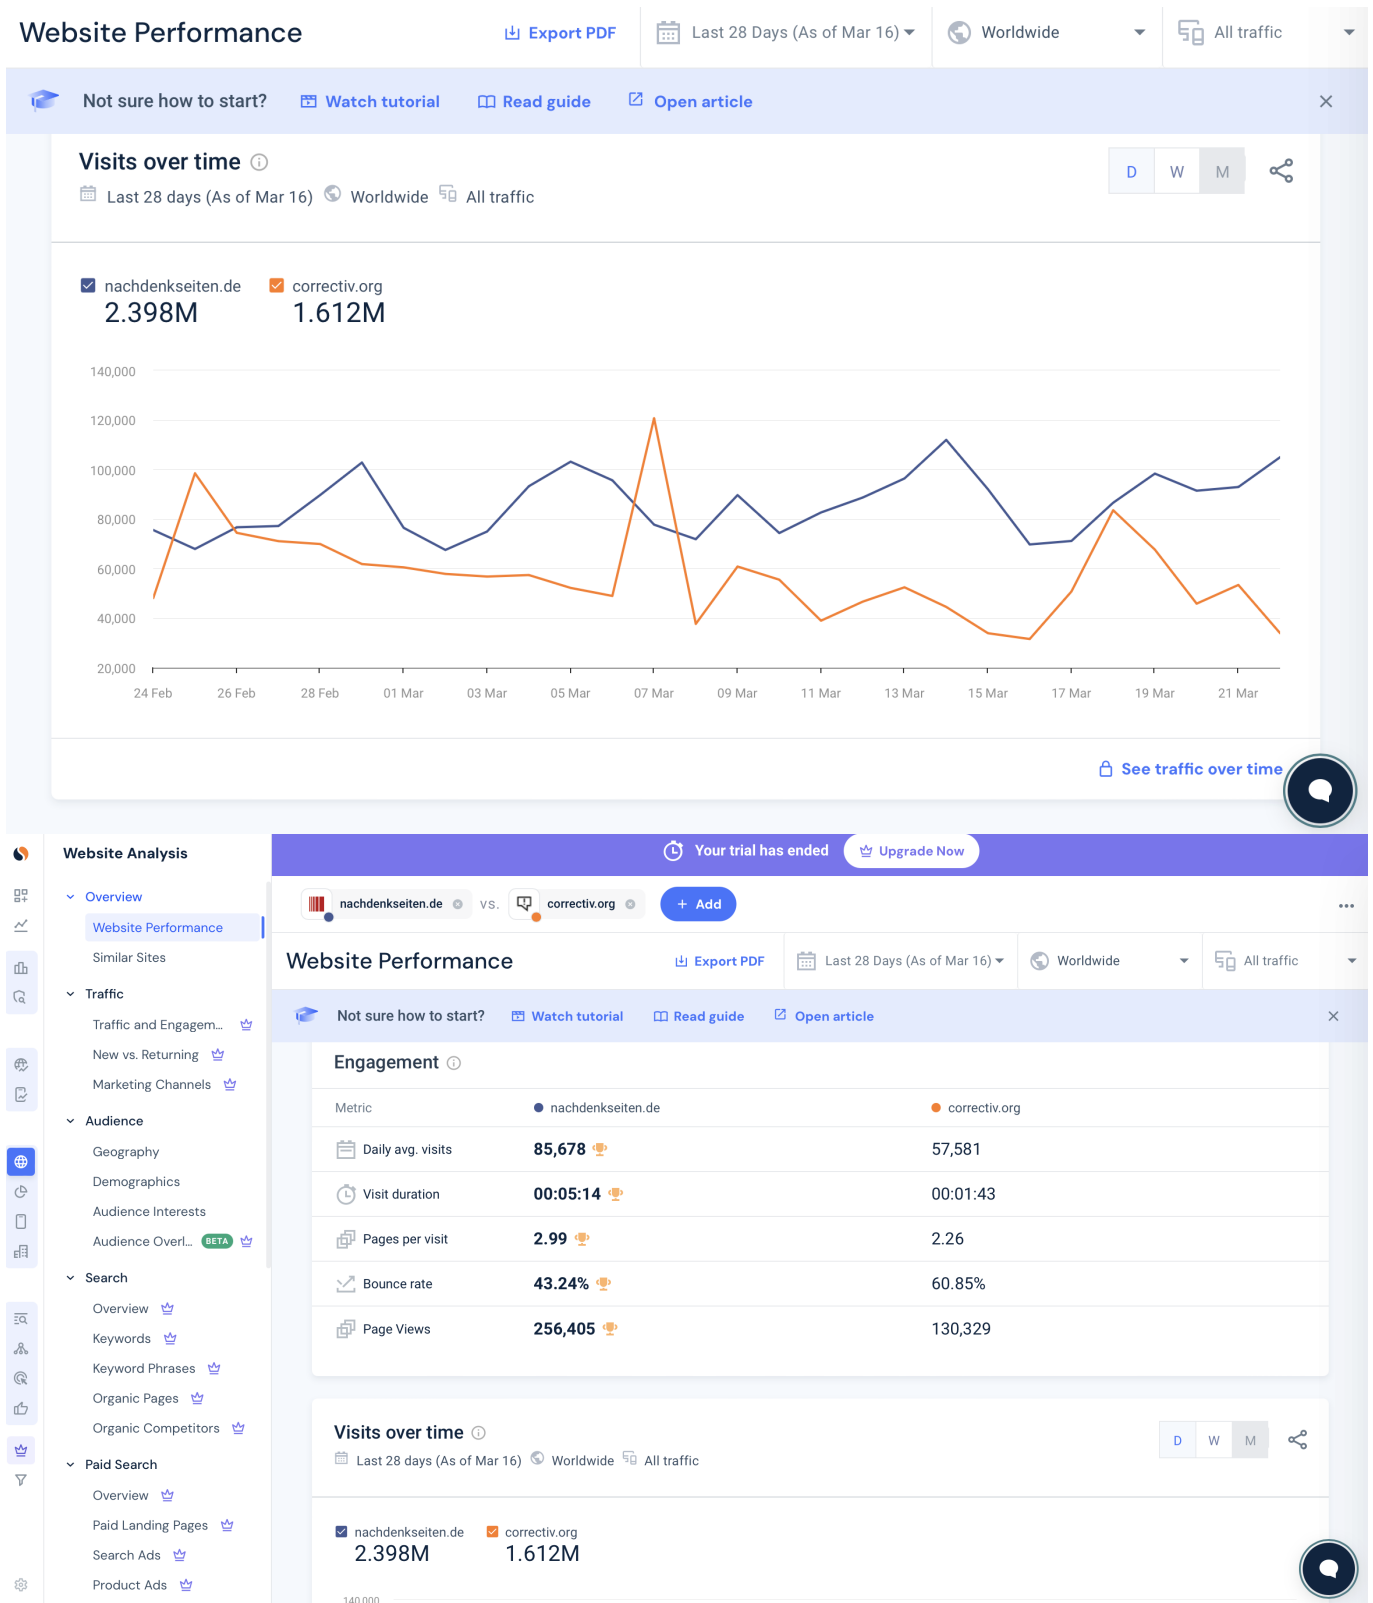 Website Performance
Export PDF
Last 28 Days (As of Mar 16)
Worldwide
All traffic
Not sure how to start?
Watch tutorial
Read guide
Open article
Visits over time
D W M
Last 28 days (As of Mar 16) Worldwide All traffic
nachdenkseiten.de correctiv.org
2.398M 1.612M
140,000
120,000
100,000
80,000
60,000
40,000
20,000
24 Feb 26 Feb 28 Feb 01 Mar 03 Mar 05 Mar 07 Mar 09 Mar 11 Mar 13 Mar 15 Mar 17 Mar 19 Mar 21 Mar
See traffic over time
Website Analysis
Overview
Website Performance
Similar Sites
Traffic
Traffic and Engagem...
New vs. Returning
Marketing Channels
Audience
Geography
Demographics
Audience Interests
Audience Overl... BETA
Search
Overview
Keywords
Keyword Phrases
Organic Pages
Organic Competitors
Paid Search
Overview
Paid Landing Pages
Search Ads
Product Ads
Your trial has ended Upgrade Now
nachdenkseiten.de vs. correctiv.org + Add
Website Performance
Export PDF
Last 28 Days (As of Mar 16)
Worldwide
All traffic
Not sure how to start?
Watch tutorial
Read guide
Open article
Engagement
Metric nachdenkseiten.de correctiv.org
Daily avg. visits 85,678 57,581
Visit duration 00:05:14 00:01:43
Pages per visit 2.99 2.26
Bounce rate 43.24% 60.85%
Page Views 256,405 130,329
Visits over time
D W M
Last 28 days (As of Mar 16) Worldwide All traffic
nachdenkseiten.de correctiv.org
2.398M 1.612M
140,000